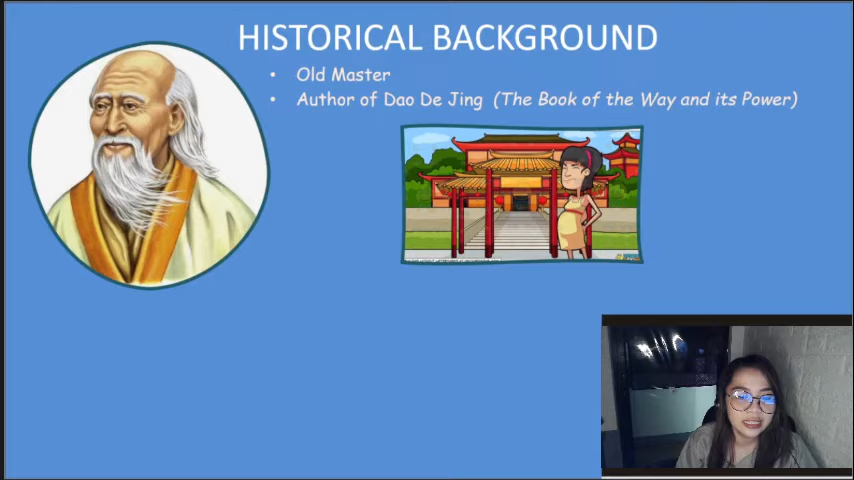 HISTORICAL BACKGROUND
• Old Master
• Author of Dao De Jing (The Book of the Way and its Power)